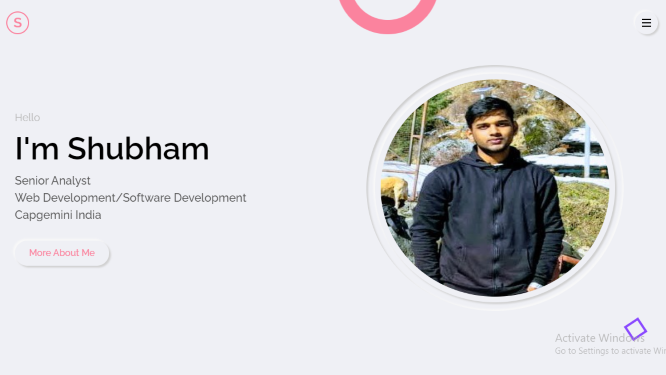 S
Hello
I'm Shubham
Senior Analyst
Web Development/Software Development
Capgemini India
More About Me
Activate Windows
Go to Settings to activate Win